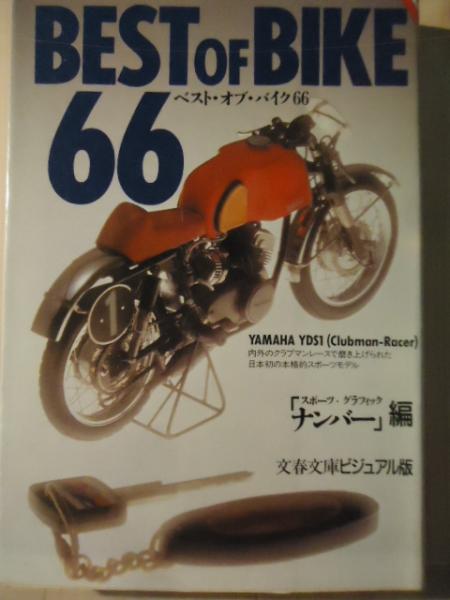 BEST OF BIKE
66
ベスト・オブ・バイク66
1
YAMAHA YDS1 (Clubman-Racer)
内外のクラブマンレースで磨き上げられた
日本初の本格的スポーツモデル
スポーツ・グラフィック
「ナンバー」編
文春文庫ビジュアル版